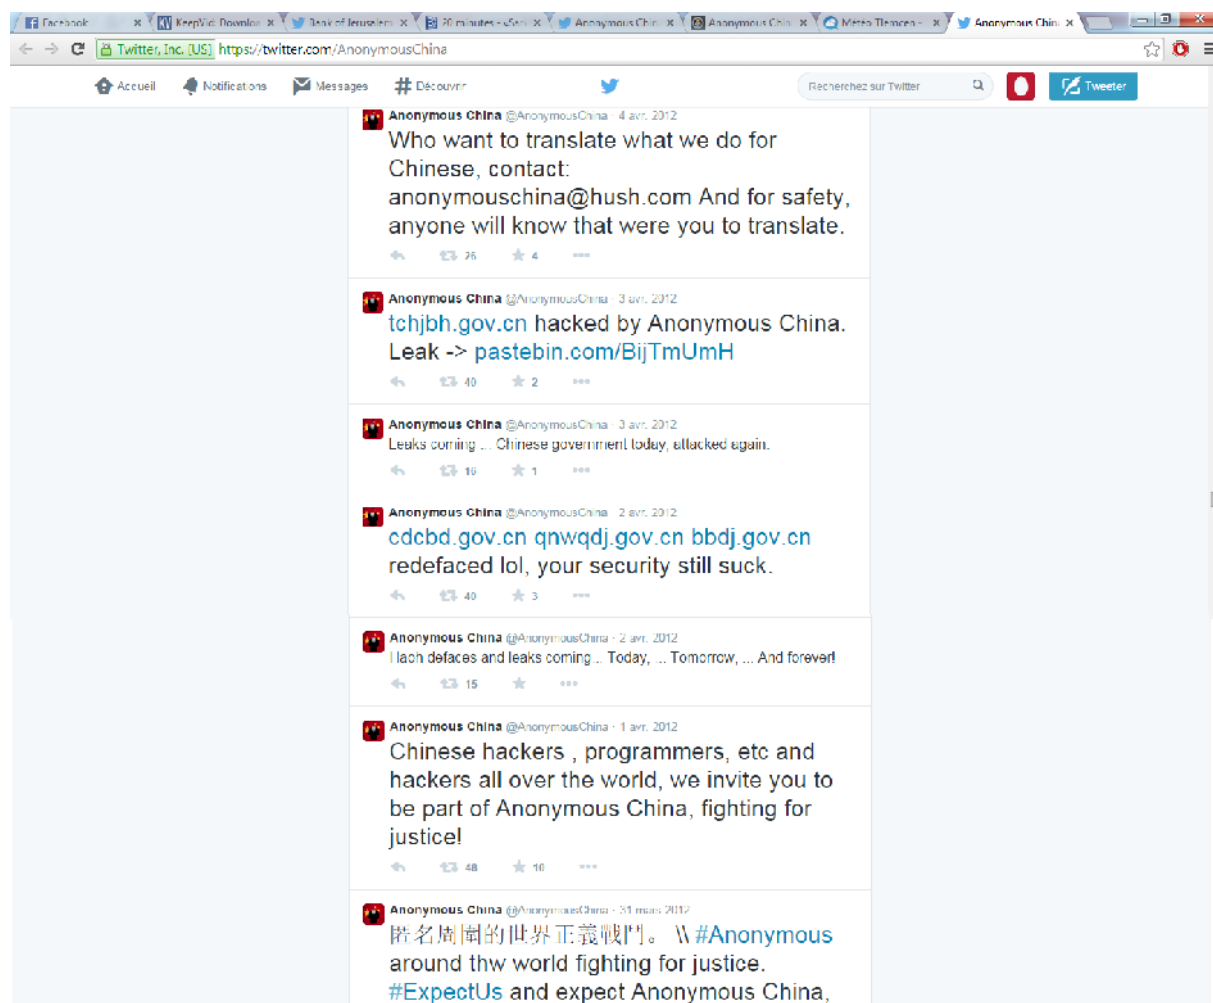 Facebook
KeepVid: Downloa
Bank of Jerusalem
20 minutes - «San
Anonymous Chin
Anonymous Chin
Météo Tlemcen -
Anonymous Chin
Twitter, Inc. [US] https://twitter.com/AnonymousChina
Accueil Notifications Messages Découvrir
Recherchez sur Twitter
Tweeter
Anonymous China @AnonymousChina · 4 avr. 2012
Who want to translate what we do for
Chinese, contact:
anonymouschina@hush.com And for safety,
anyone will know that were you to translate.
26 4
Anonymous China @AnonymousChina · 3 avr. 2012
tchjbh.gov.cn hacked by Anonymous China.
Leak -> pastebin.com/BijTmUmH
40 2
Anonymous China @AnonymousChina · 3 avr. 2012
Leaks coming ... Chinese government today, attacked again.
16 1
Anonymous China @AnonymousChina · 2 avr. 2012
cdcbd.gov.cn qnwqdj.gov.cn bbdj.gov.cn
redefaced lol, your security still suck.
40 3
Anonymous China @AnonymousChina · 2 avr. 2012
defaces and leaks coming... Today, ... Tomorrow, ... And forever!
15
Anonymous China @AnonymousChina · 1 avr. 2012
Chinese hackers , programmers, etc and
hackers all over the world, we invite you to
be part of Anonymous China, fighting for
justice!
48 10
Anonymous China @AnonymousChina · 31 mars 2012
匿名周圍的世界正義戰鬥。 \\ #Anonymous
around thw world fighting for justice.
#ExpectUs and expect Anonymous China,